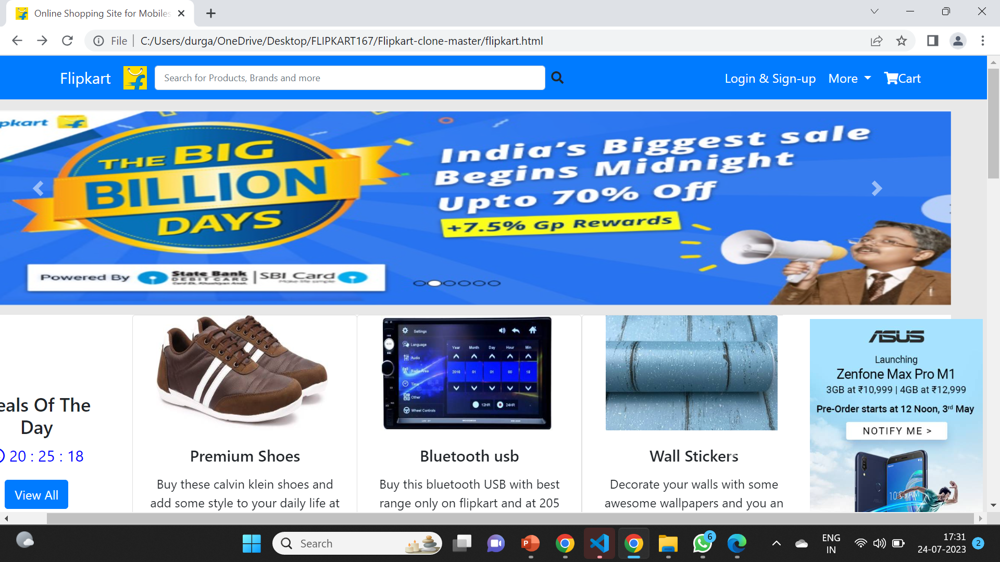 Online Shopping Site for Mobiles
File
C:/Users/durga/OneDrive/Desktop/FLIPKART167/Flipkart-clone-master/flipkart.html
Flipkart
Search for Products, Brands and more
Login & Sign-up
More
Cart
pkart
THE BIG
BILLION
DAYS
India's Biggest sale
Begins Midnight
Upto 70% Off
+7.5% Gp Rewards
Powered By
State Bank
DEBIT CARD
SBI Card
Make life simple
eals Of The
Day
20 : 25 : 18
View All
Settings
Language
Audio
Radio Area
Time
Other
Wheel Controls
Year Month Day Hour Min
2016 01 01 00 18
12HR 24HR
Premium Shoes
Buy these calvin klein shoes and
add some style to your daily life at
Bluetooth usb
Buy this bluetooth USB with best
range only on flipkart and at 205
Wall Stickers
Decorate your walls with some
awesome wallpapers and you an
ASUS
Launching
Zenfone Max Pro M1
3GB at ₹10,999 | 4GB at ₹12,999
Pre-Order starts at 12 Noon, 3rd May
NOTIFY ME >
Search
6
ENG
IN
17:31
24-07-2023
2